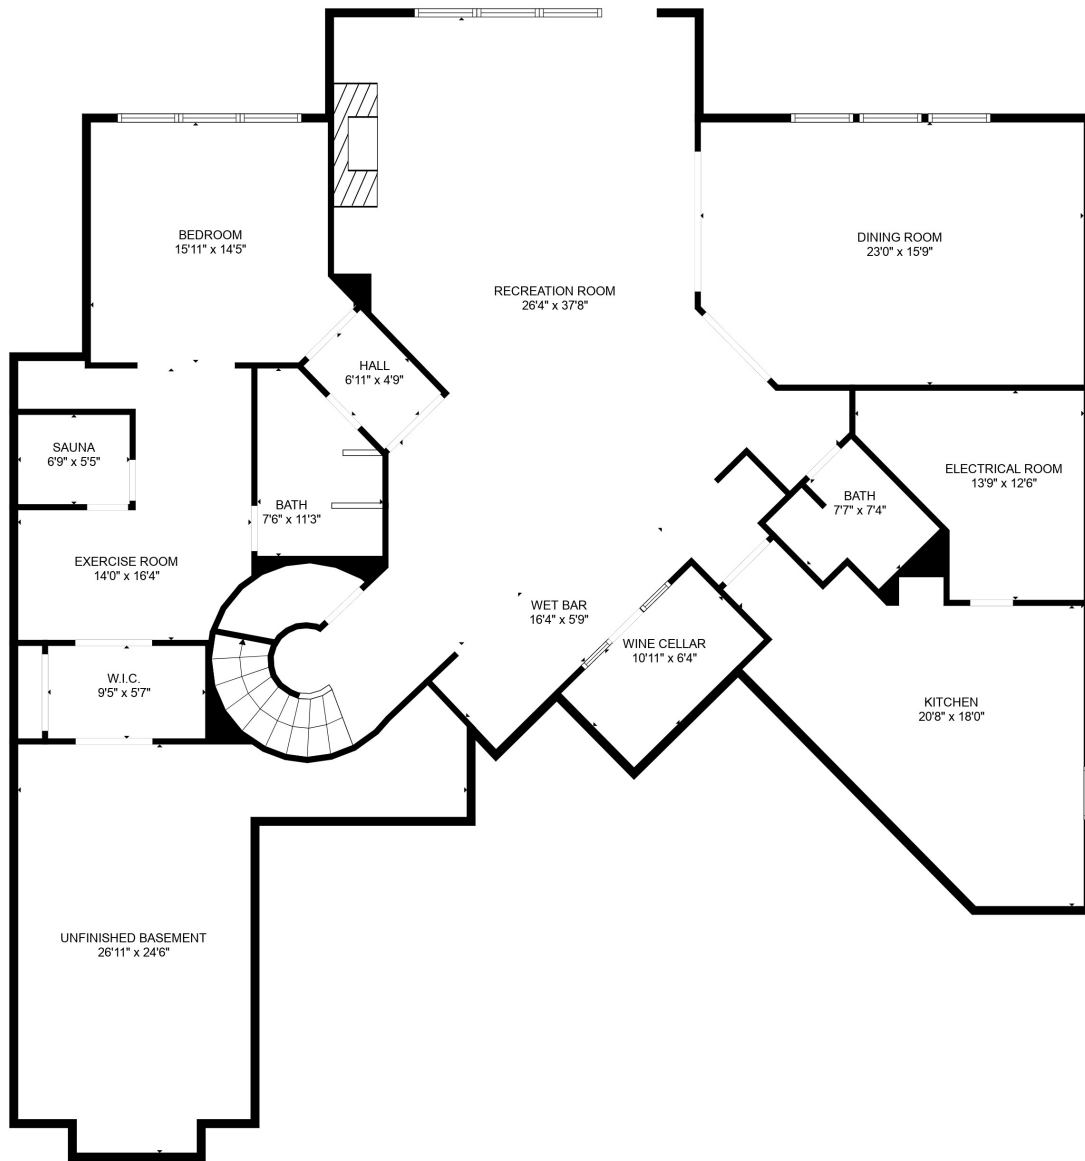 BEDROOM
15'11" x 14'5"
DINING ROOM
23'0" x 15'9"
RECREATION ROOM
26'4" x 37'8"
HALL
6'11" x 4'9"
SAUNA
6'9" x 5'5"
ELECTRICAL ROOM
13'9" x 12'6"
BATH
7'6" x 11'3"
BATH
7'7" x 7'4"
EXERCISE ROOM
14'0" x 16'4"
WET BAR
16'4" x 5'9"
WINE CELLAR
10'11" x 6'4"
W.I.C.
9'5" x 5'7"
KITCHEN
20'8" x 18'0"
UNFINISHED BASEMENT
26'11" x 24'6"